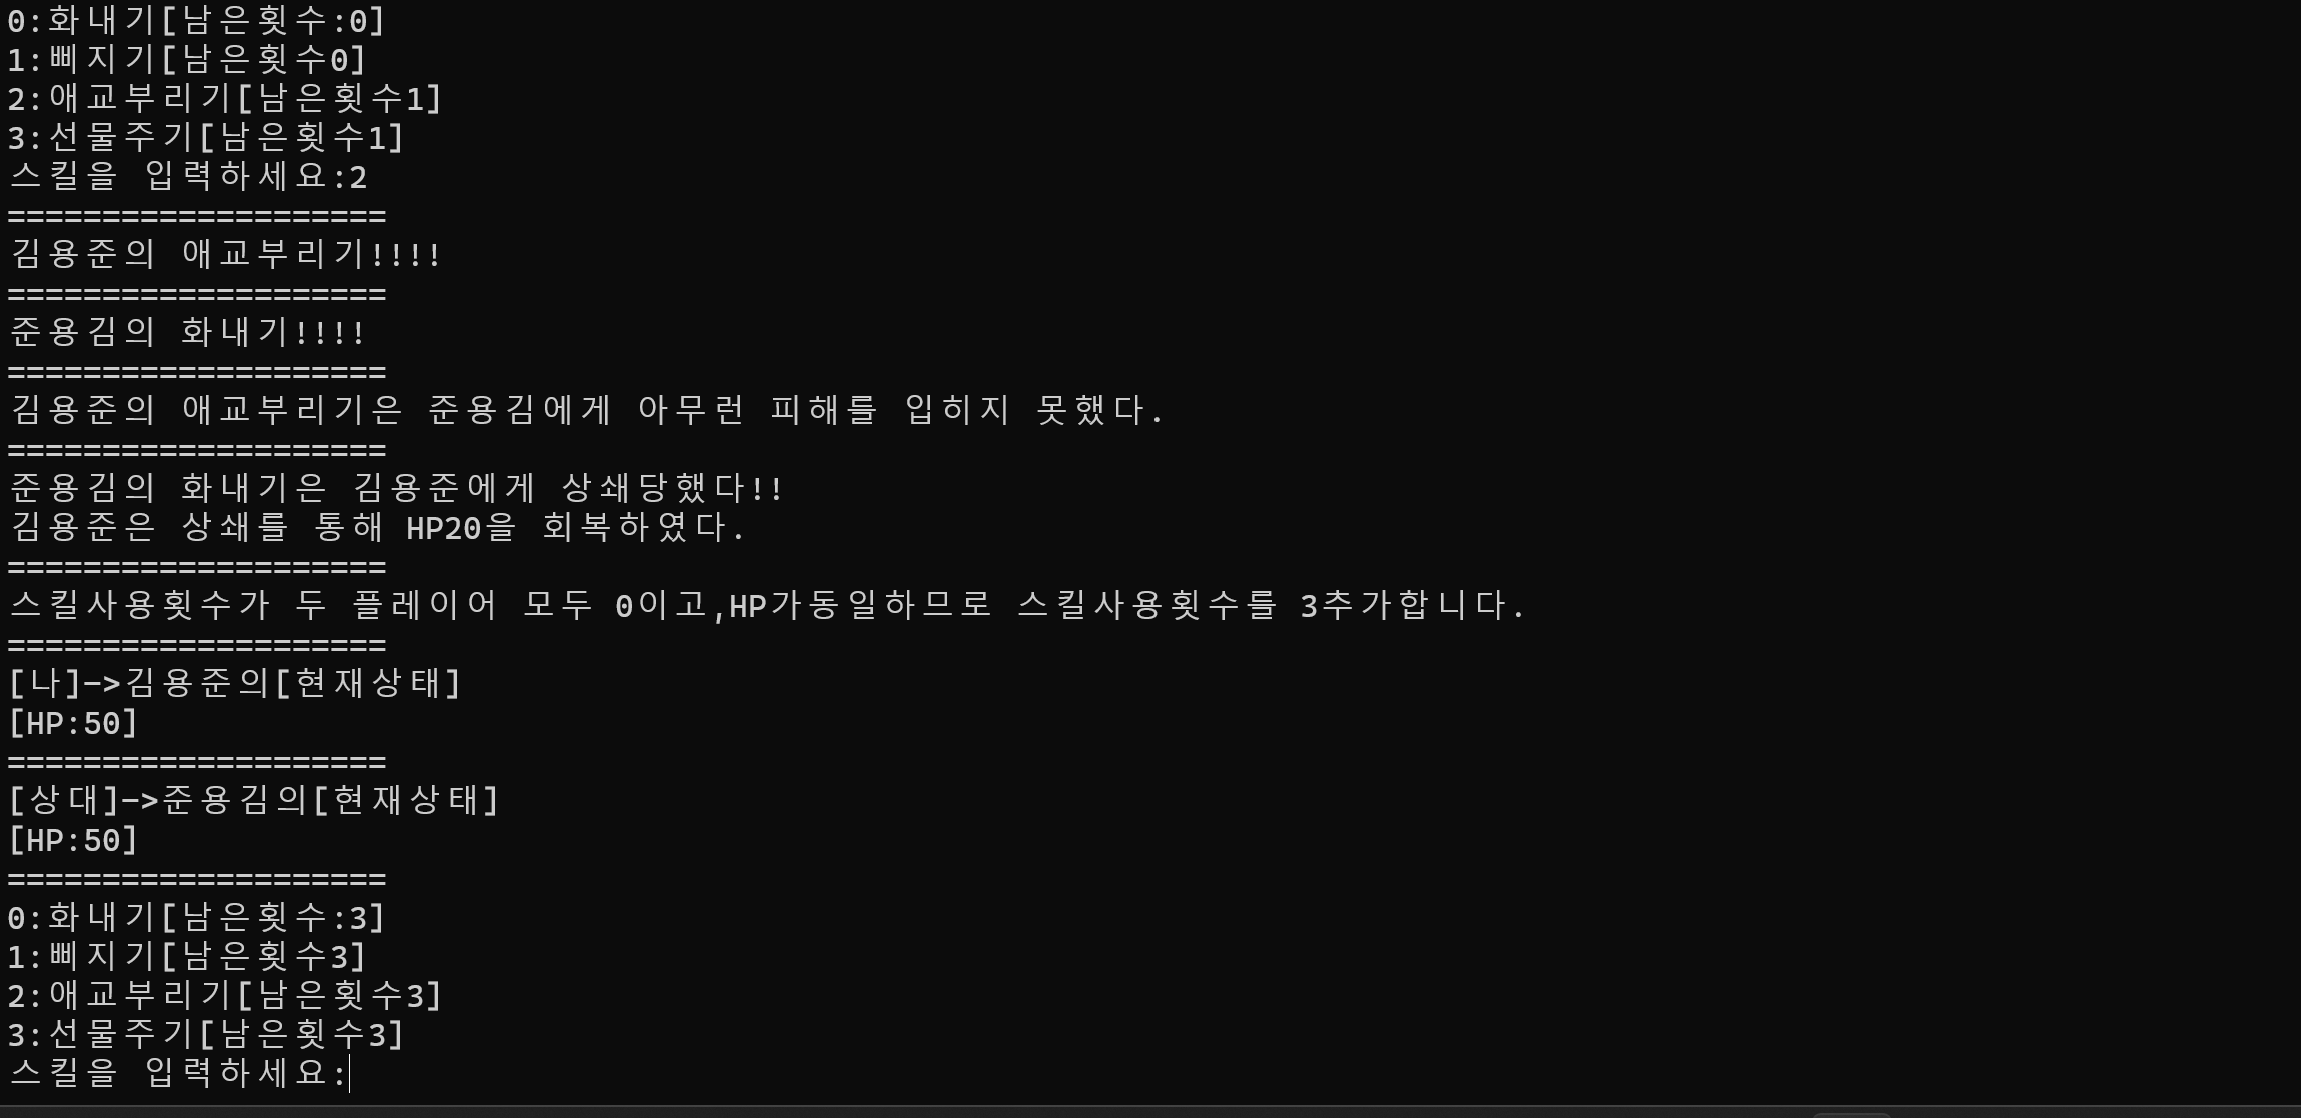 0:화내기[남은횟수:0]
1:삐지기[남은횟수0]
2:애교부리기[남은횟수1]
3:선물주기[남은횟수1]
스킬을 입력하세요:2
====================
김용준의 애교부리기!!!!
====================
준용김의 화내기!!!!
====================
김용준의 애교부리기은 준용김에게 아무런 피해를 입히지 못했다.
====================
준용김의 화내기은 김용준에게 상쇄당했다!!
김용준은 상쇄를 통해 HP20을 회복하였다.
====================
스킬사용횟수가 두 플레이어 모두 0이고,HP가동일하므로 스킬사용횟수를 3추가합니다.
====================
[나]->김용준의[현재상태]
[HP:50]
====================
[상대]->준용김의[현재상태]
[HP:50]
====================
0:화내기[남은횟수:3]
1:삐지기[남은횟수3]
2:애교부리기[남은횟수3]
3:선물주기[남은횟수3]
스킬을 입력하세요: